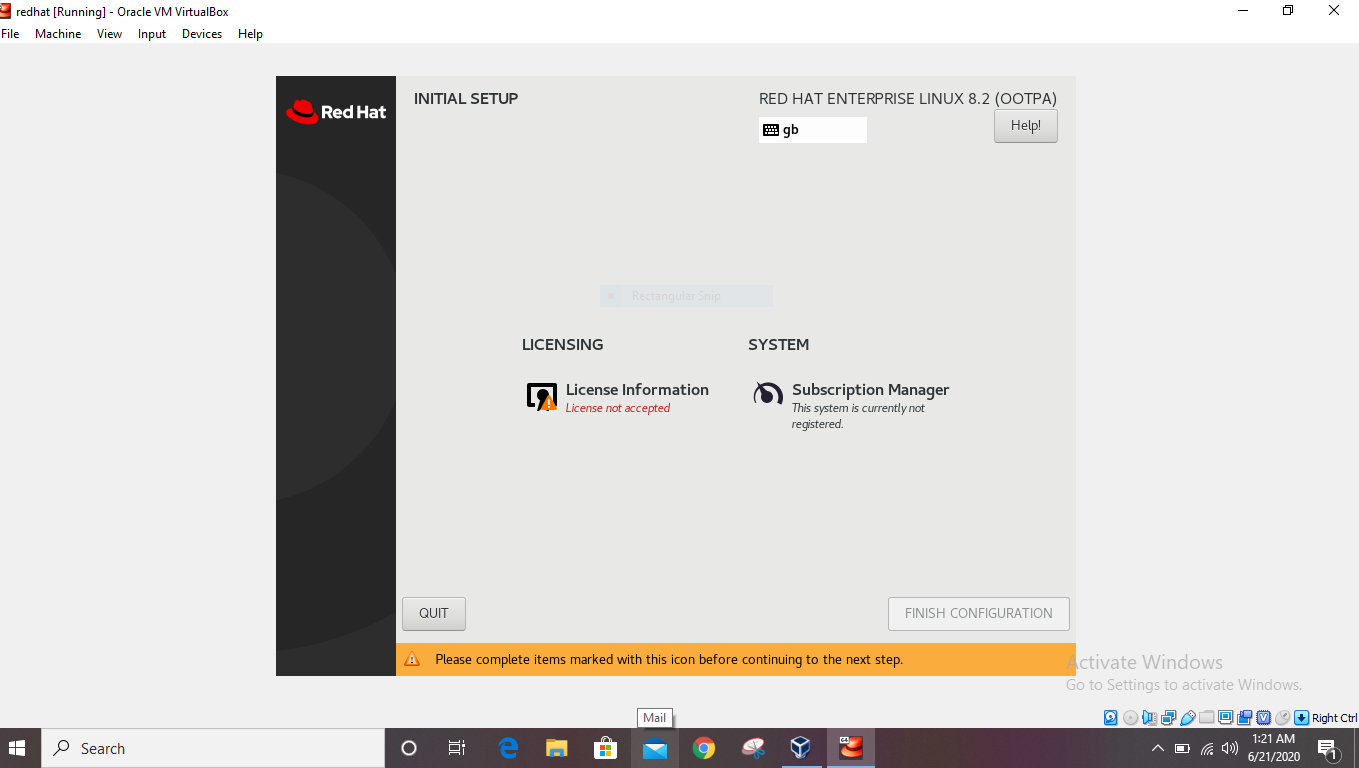 redhat [Running] - Oracle VM VirtualBox
File Machine View Input Devices Help
Red Hat
INITIAL SETUP
RED HAT ENTERPRISE LINUX 8.2 (OOTPA)
gb
Help!
Rectangular Snip
LICENSING
SYSTEM
License Information
License not accepted
Subscription Manager
This system is currently not
registered.
QUIT
FINISH CONFIGURATION
Please complete items marked with this icon before continuing to the next step.
Activate Windows
Go to Settings to activate Windows.
Mail
Right Ctrl
Search
64
1:21 AM
6/21/2020
1